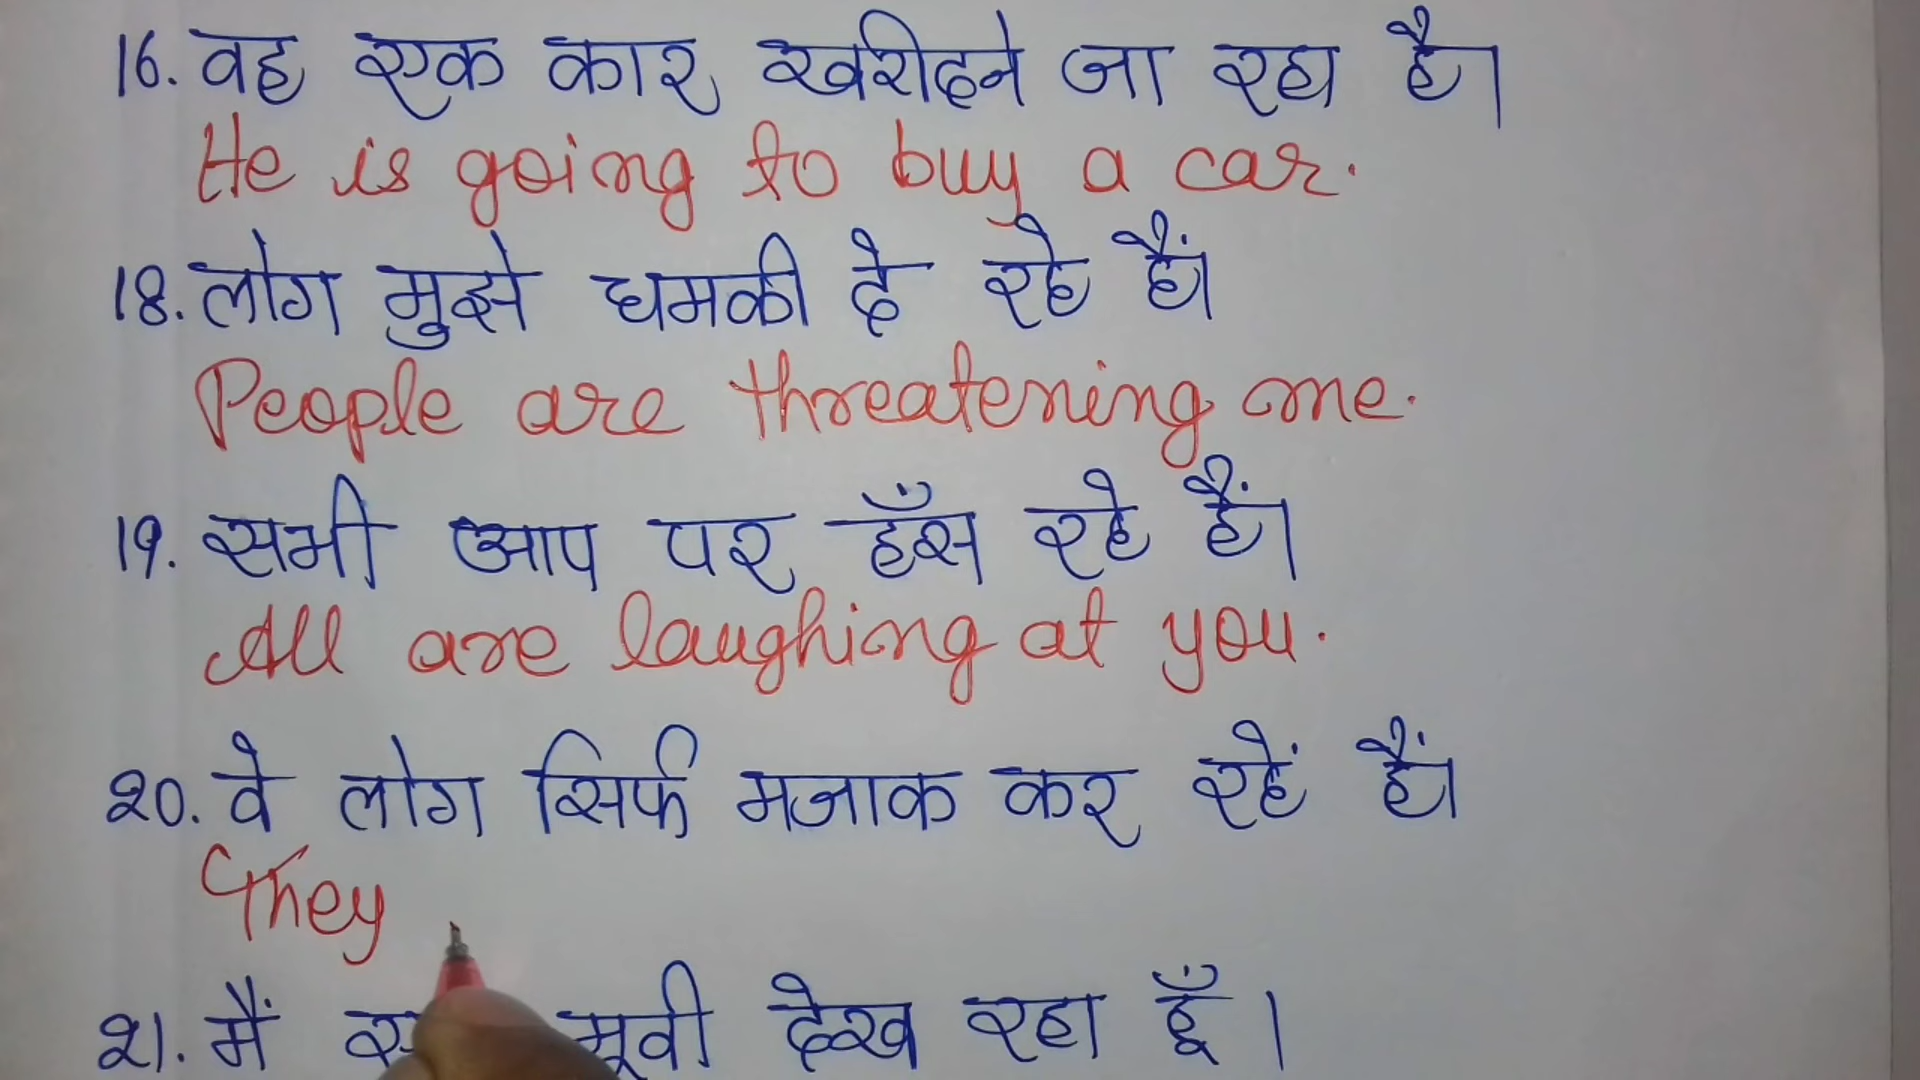 16. वह एक कार खरीदने जा रहा है।
He is going to buy a car.
18. लोग मुझे धमकी दे रहे हैं।
People are threatening me.
19. सभी आप पर हँस रहे हैं।
All are laughing at you.
20. वे लोग सिर्फ मजाक कर रहें हैं।
They
21. मैं मूवी देख रहा हूँ।